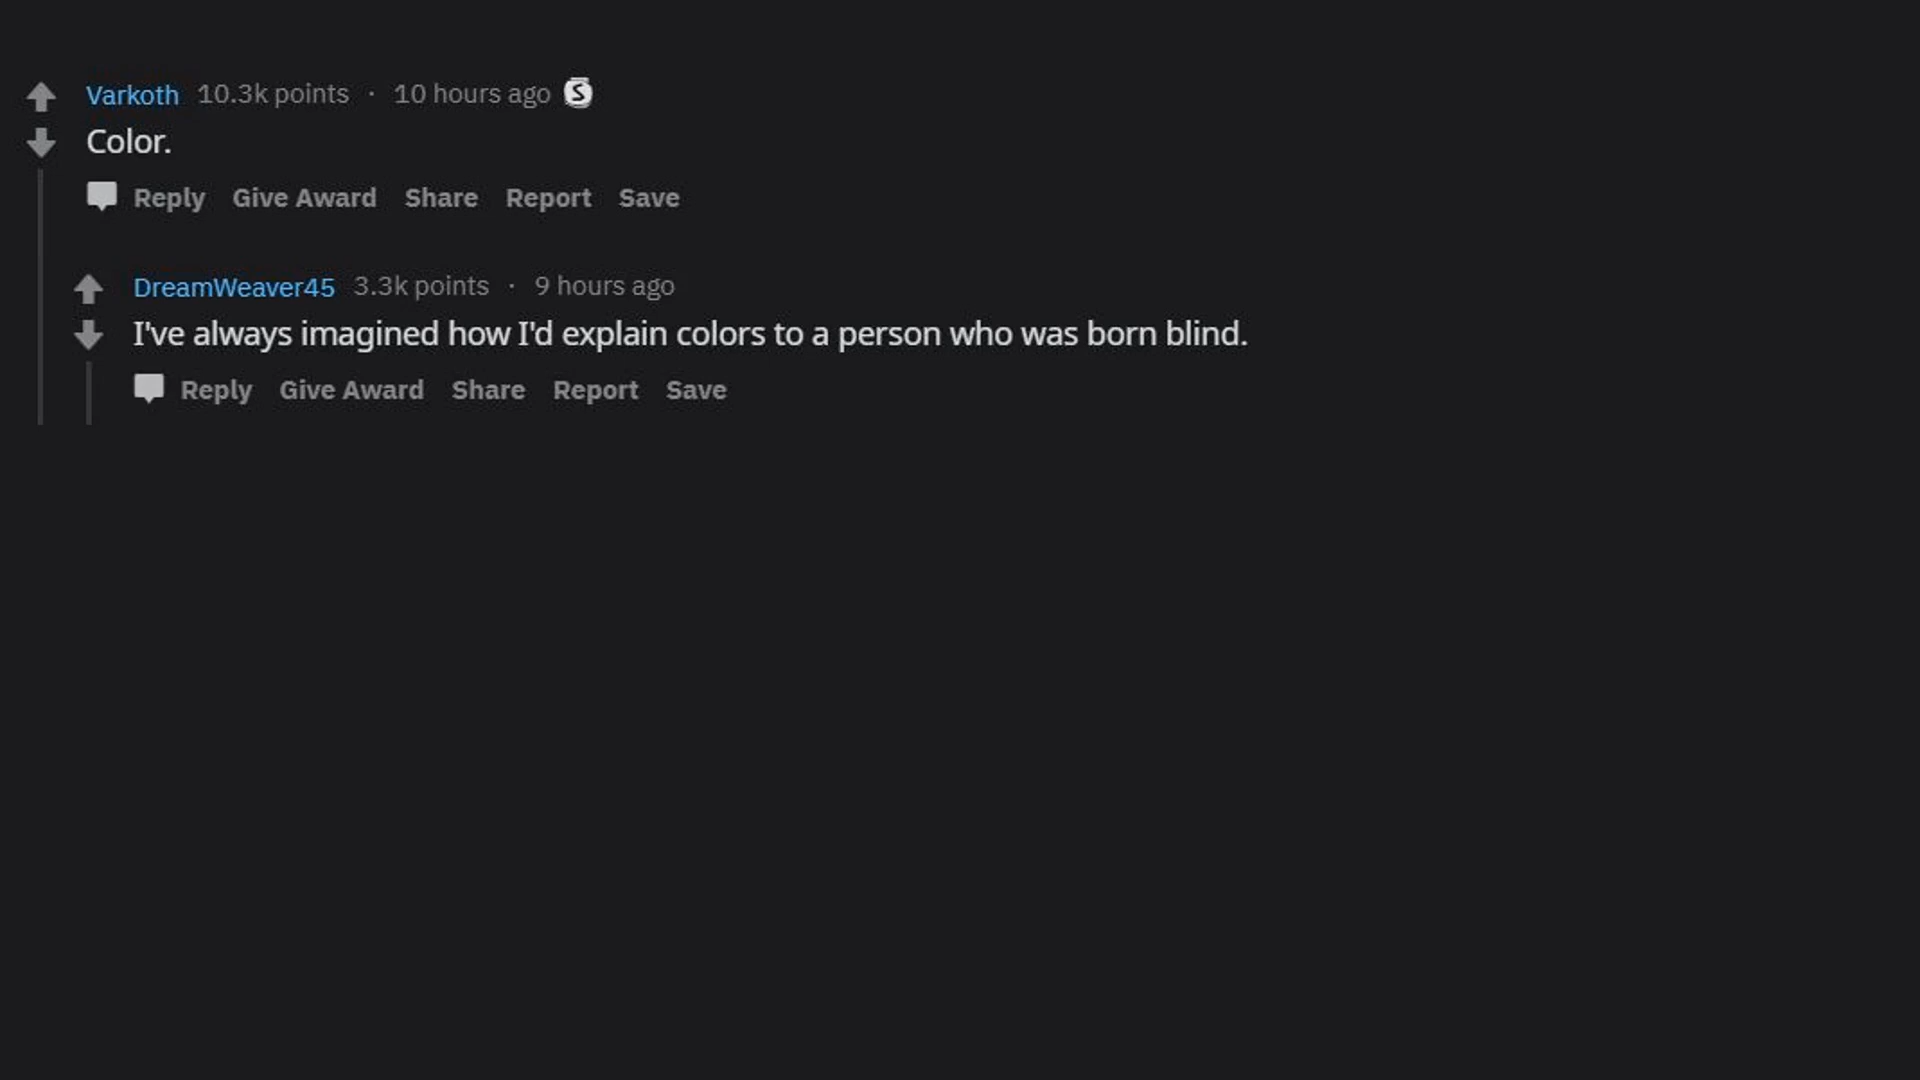 Varkoth 10.3k points · 10 hours ago S
Color.
Reply Give Award Share Report Save
DreamWeaver45 3.3k points · 9 hours ago
I've always imagined how I'd explain colors to a person who was born blind.
Reply Give Award Share Report Save